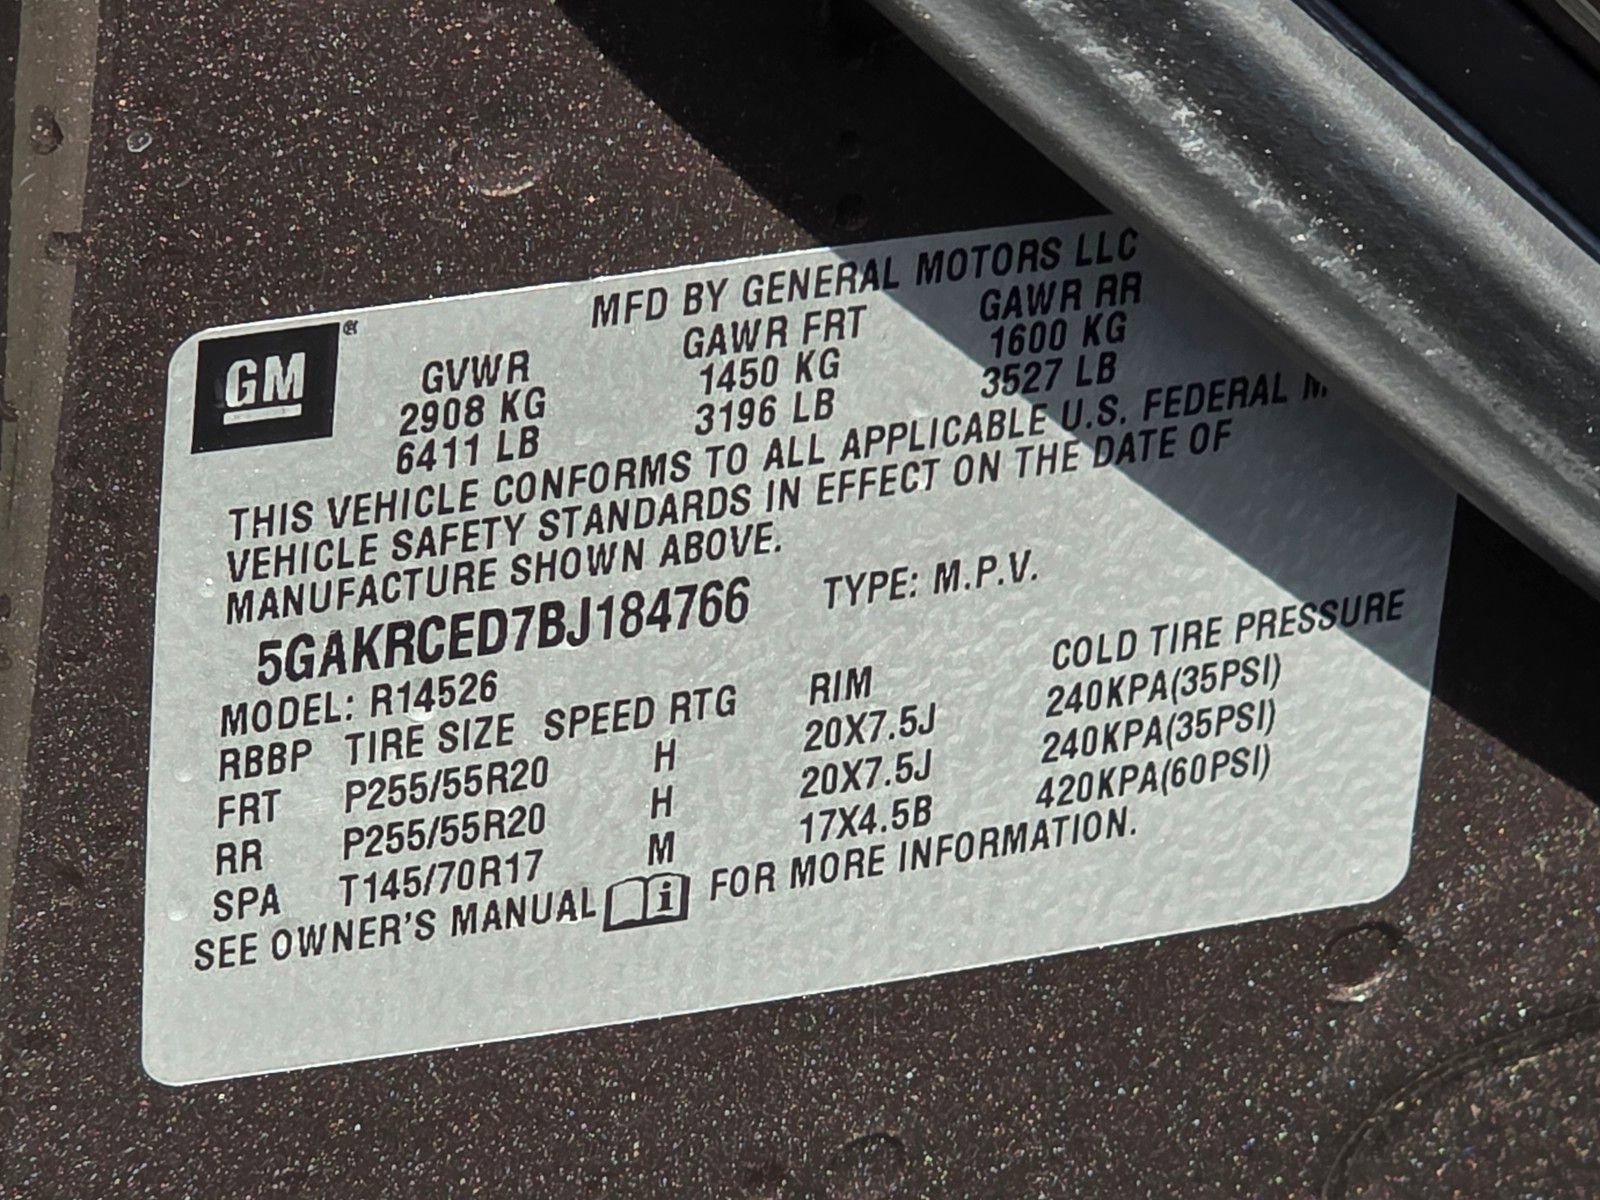 MFD BY GENERAL MOTORS LLC
GM ®
GVWR GAWR FRT GAWR RR
2908 KG 1450 KG 1600 KG
6411 LB 3196 LB 3527 LB
THIS VEHICLE CONFORMS TO ALL APPLICABLE U.S. FEDERAL
VEHICLE SAFETY STANDARDS IN EFFECT ON THE DATE OF
MANUFACTURE SHOWN ABOVE.
5GAKRCED7BJ184766 TYPE: M.P.V.
MODEL: R14526
RBBP TIRE SIZE SPEED RTG RIM COLD TIRE PRESSURE
FRT P255/55R20 H 20X7.5J 240KPA(35PSI)
RR P255/55R20 H 20X7.5J 240KPA(35PSI)
SPA T145/70R17 M 17X4.5B 420KPA(60PSI)
SEE OWNER'S MANUAL i FOR MORE INFORMATION.